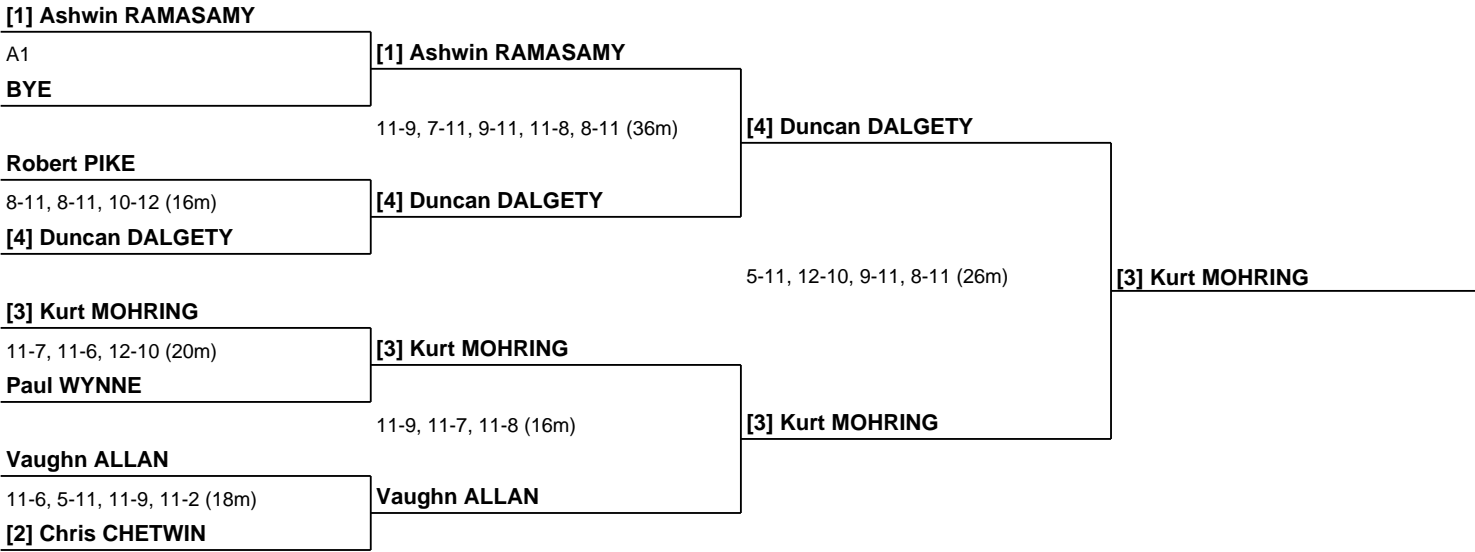 [1] Ashwin RAMASAMY
A1
BYE
Robert PIKE
8-11, 8-11, 10-12 (16m)
[4] Duncan DALGETY
[3] Kurt MOHRING
11-7, 11-6, 12-10 (20m)
Paul WYNNE
Vaughn ALLAN
11-6, 5-11, 11-9, 11-2 (18m)
[2] Chris CHETWIN
[1] Ashwin RAMASAMY
11-9, 7-11, 9-11, 11-8, 8-11 (36m)
[4] Duncan DALGETY
[3] Kurt MOHRING
11-9, 11-7, 11-8 (16m)
Vaughn ALLAN
[4] Duncan DALGETY
5-11, 12-10, 9-11, 8-11 (26m)
[3] Kurt MOHRING
[3] Kurt MOHRING